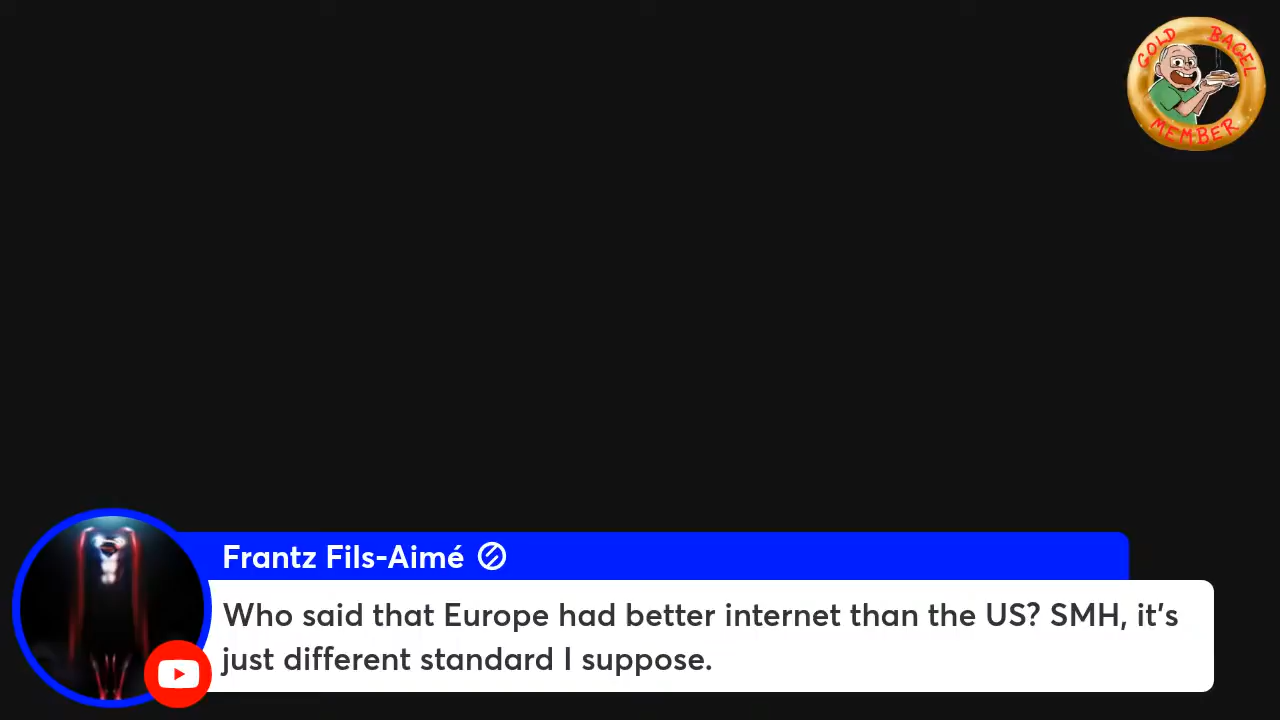 GOLD BAGEL
MEMBER
Frantz Fils-Aimé
Who said that Europe had better internet than the US? SMH, it's
just different standard I suppose.